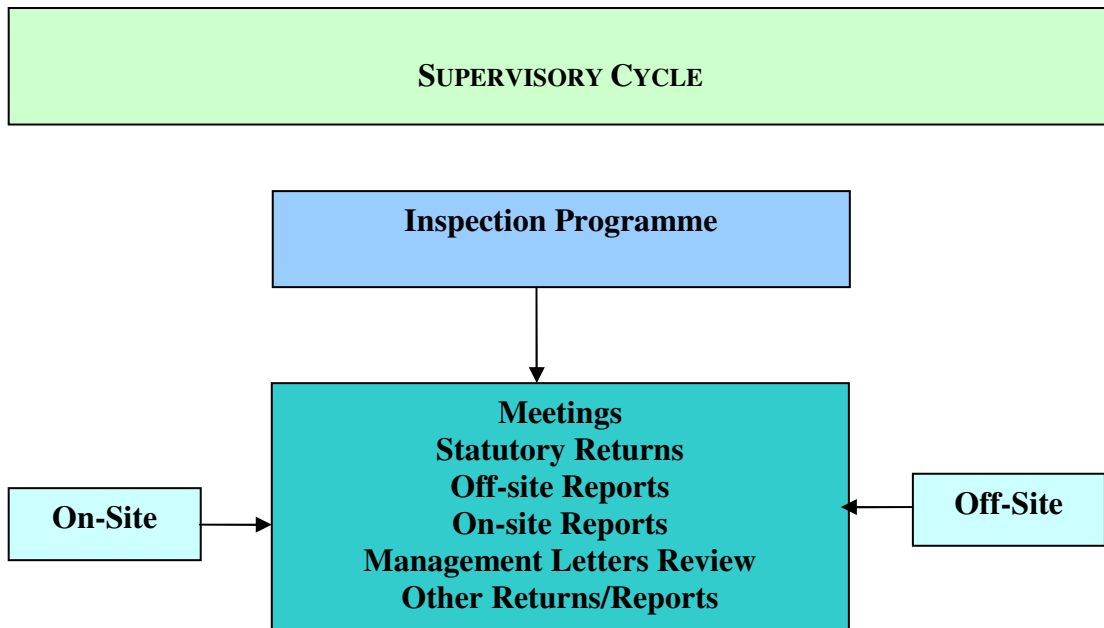 SUPERVISORY CYCLE
Inspection Programme
Meetings
Statutory Returns
Off-site Reports
On-site Reports
Management Letters Review
Other Returns/Reports
On-Site
Off-Site